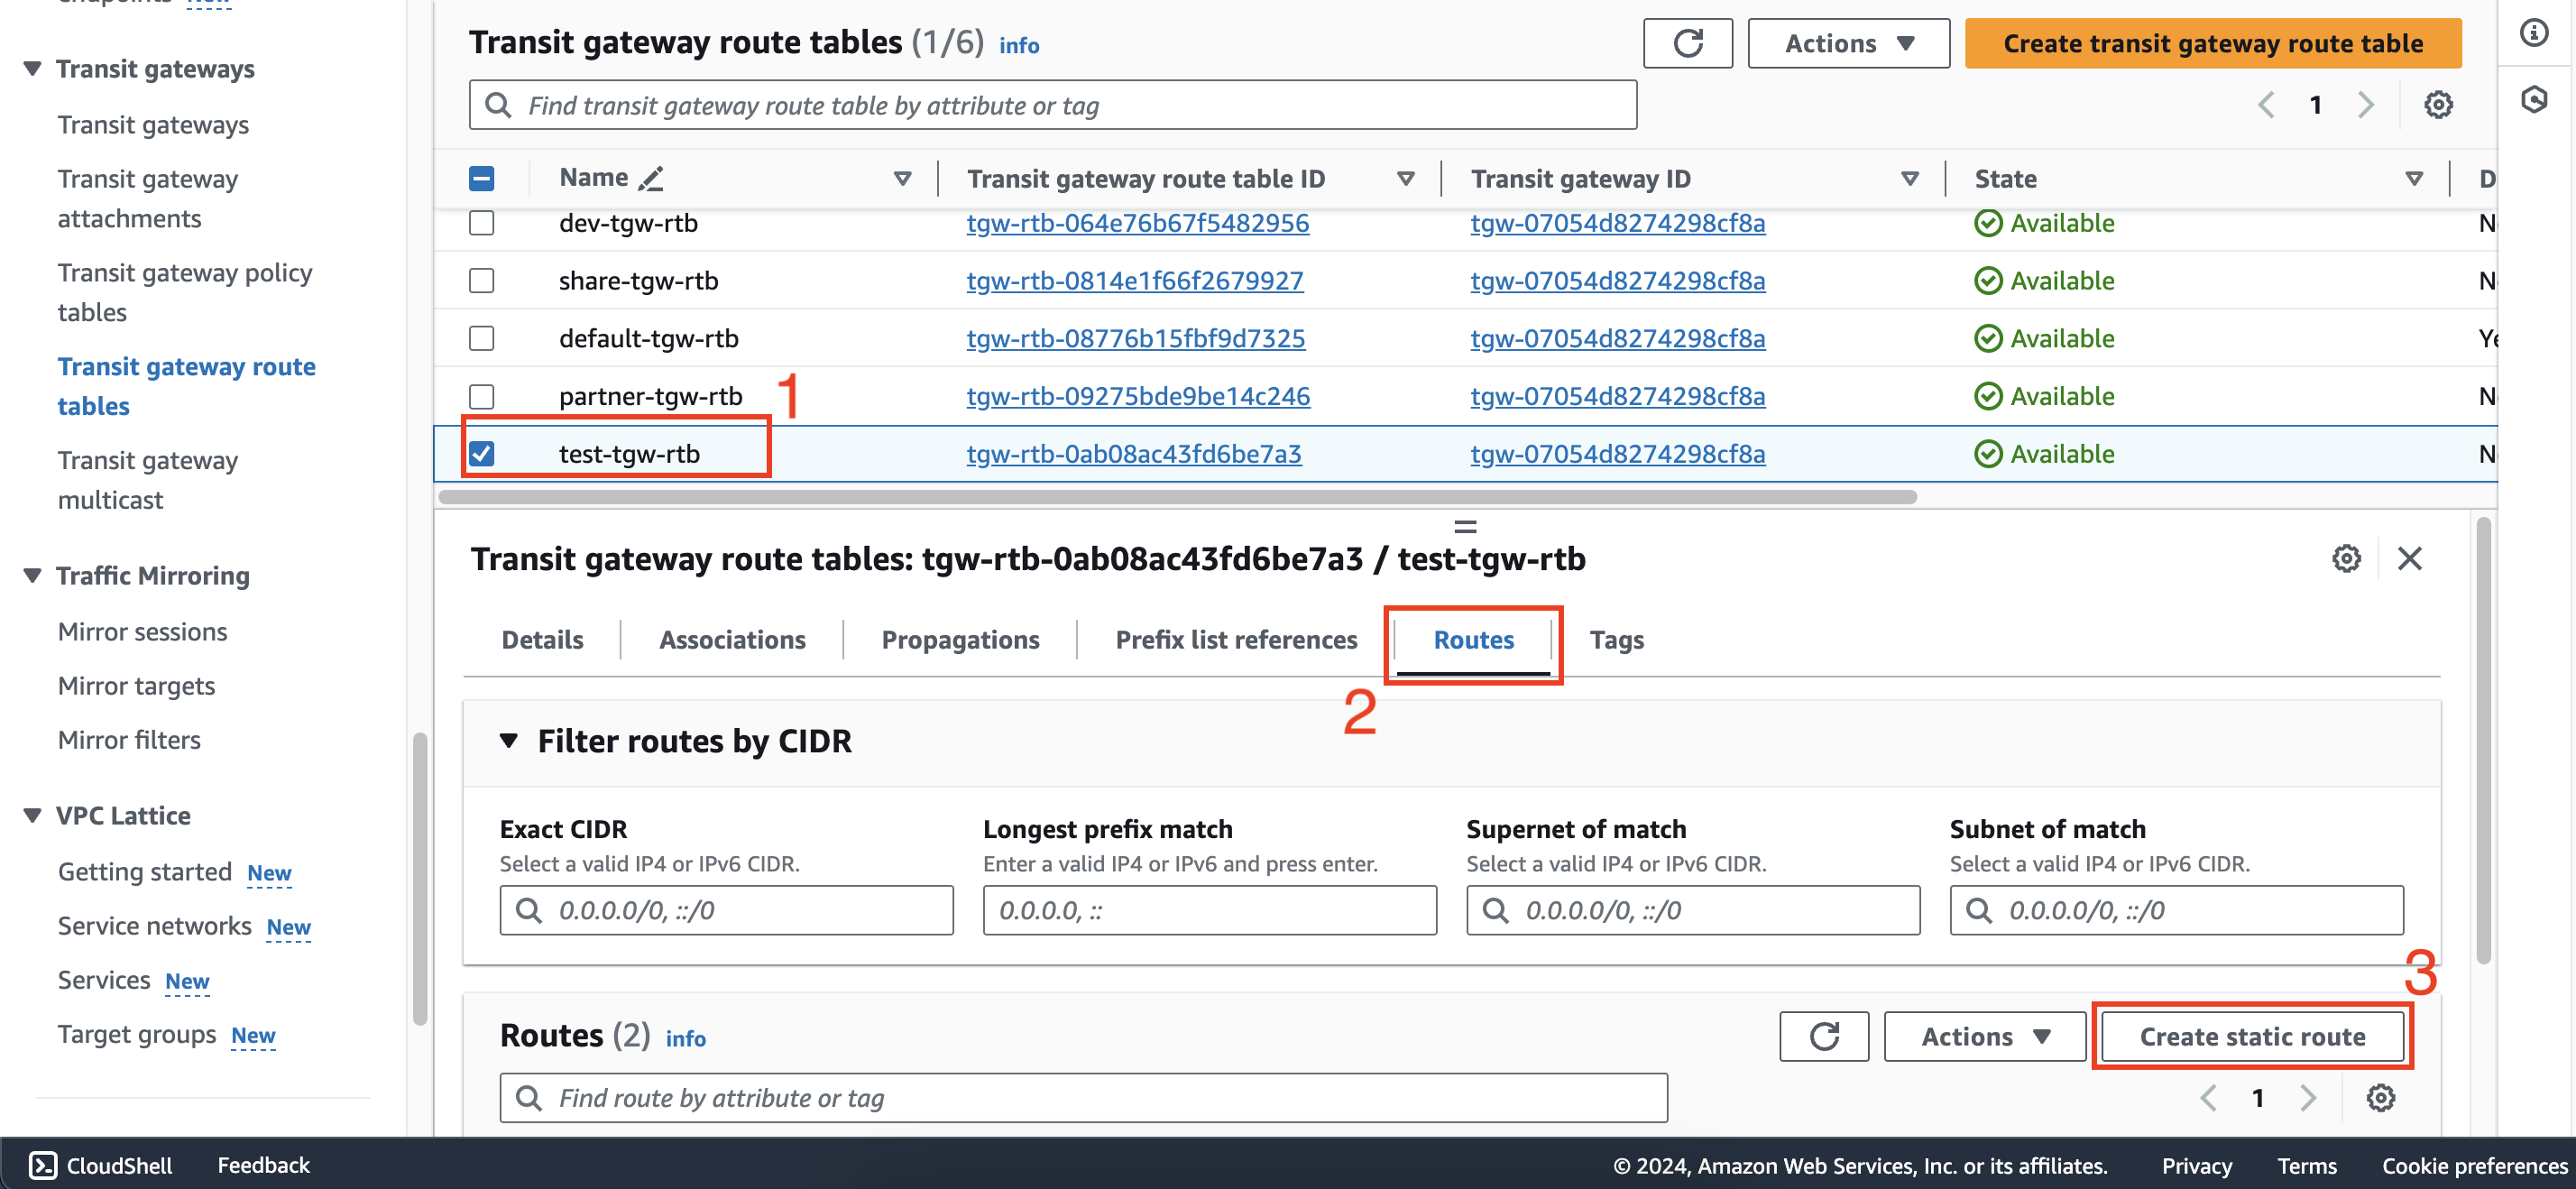 New
Transit gateways
Transit gateways
Transit gateway
attachments
Transit gateway policy
tables
Transit gateway route
tables
Transit gateway
multicast
Traffic Mirroring
Mirror sessions
Mirror targets
Mirror filters
VPC Lattice
Getting started New
Service networks New
Services New
Target groups New
Transit gateway route tables (1/6) info
Actions
Create transit gateway route table
Find transit gateway route table by attribute or tag
1
Name Transit gateway route table ID Transit gateway ID State D
dev-tgw-rtb tgw-rtb-064e76b67f5482956 tgw-07054d8274298cf8a Available
share-tgw-rtb tgw-rtb-0814e1f66f2679927 tgw-07054d8274298cf8a Available
default-tgw-rtb tgw-rtb-08776b15fbf9d7325 tgw-07054d8274298cf8a Available
partner-tgw-rtb tgw-rtb-09275bde9be14c246 tgw-07054d8274298cf8a Available
1
test-tgw-rtb tgw-rtb-0ab08ac43fd6be7a3 tgw-07054d8274298cf8a Available
Transit gateway route tables: tgw-rtb-0ab08ac43fd6be7a3 / test-tgw-rtb
Details Associations Propagations Prefix list references Routes Tags
2
Filter routes by CIDR
Exact CIDR Longest prefix match Supernet of match Subnet of match
Select a valid IP4 or IPv6 CIDR. Enter a valid IP4 or IPv6 and press enter. Select a valid IP4 or IPv6 CIDR. Select a valid IP4 or IPv6 CIDR.
0.0.0.0/0, ::/0 0.0.0.0, :: 0.0.0.0/0, ::/0 0.0.0.0/0, ::/0
3
Routes (2) info
Actions
Create static route
Find route by attribute or tag
1
CloudShell Feedback © 2024, Amazon Web Services, Inc. or its affiliates. Privacy Terms Cookie preferences